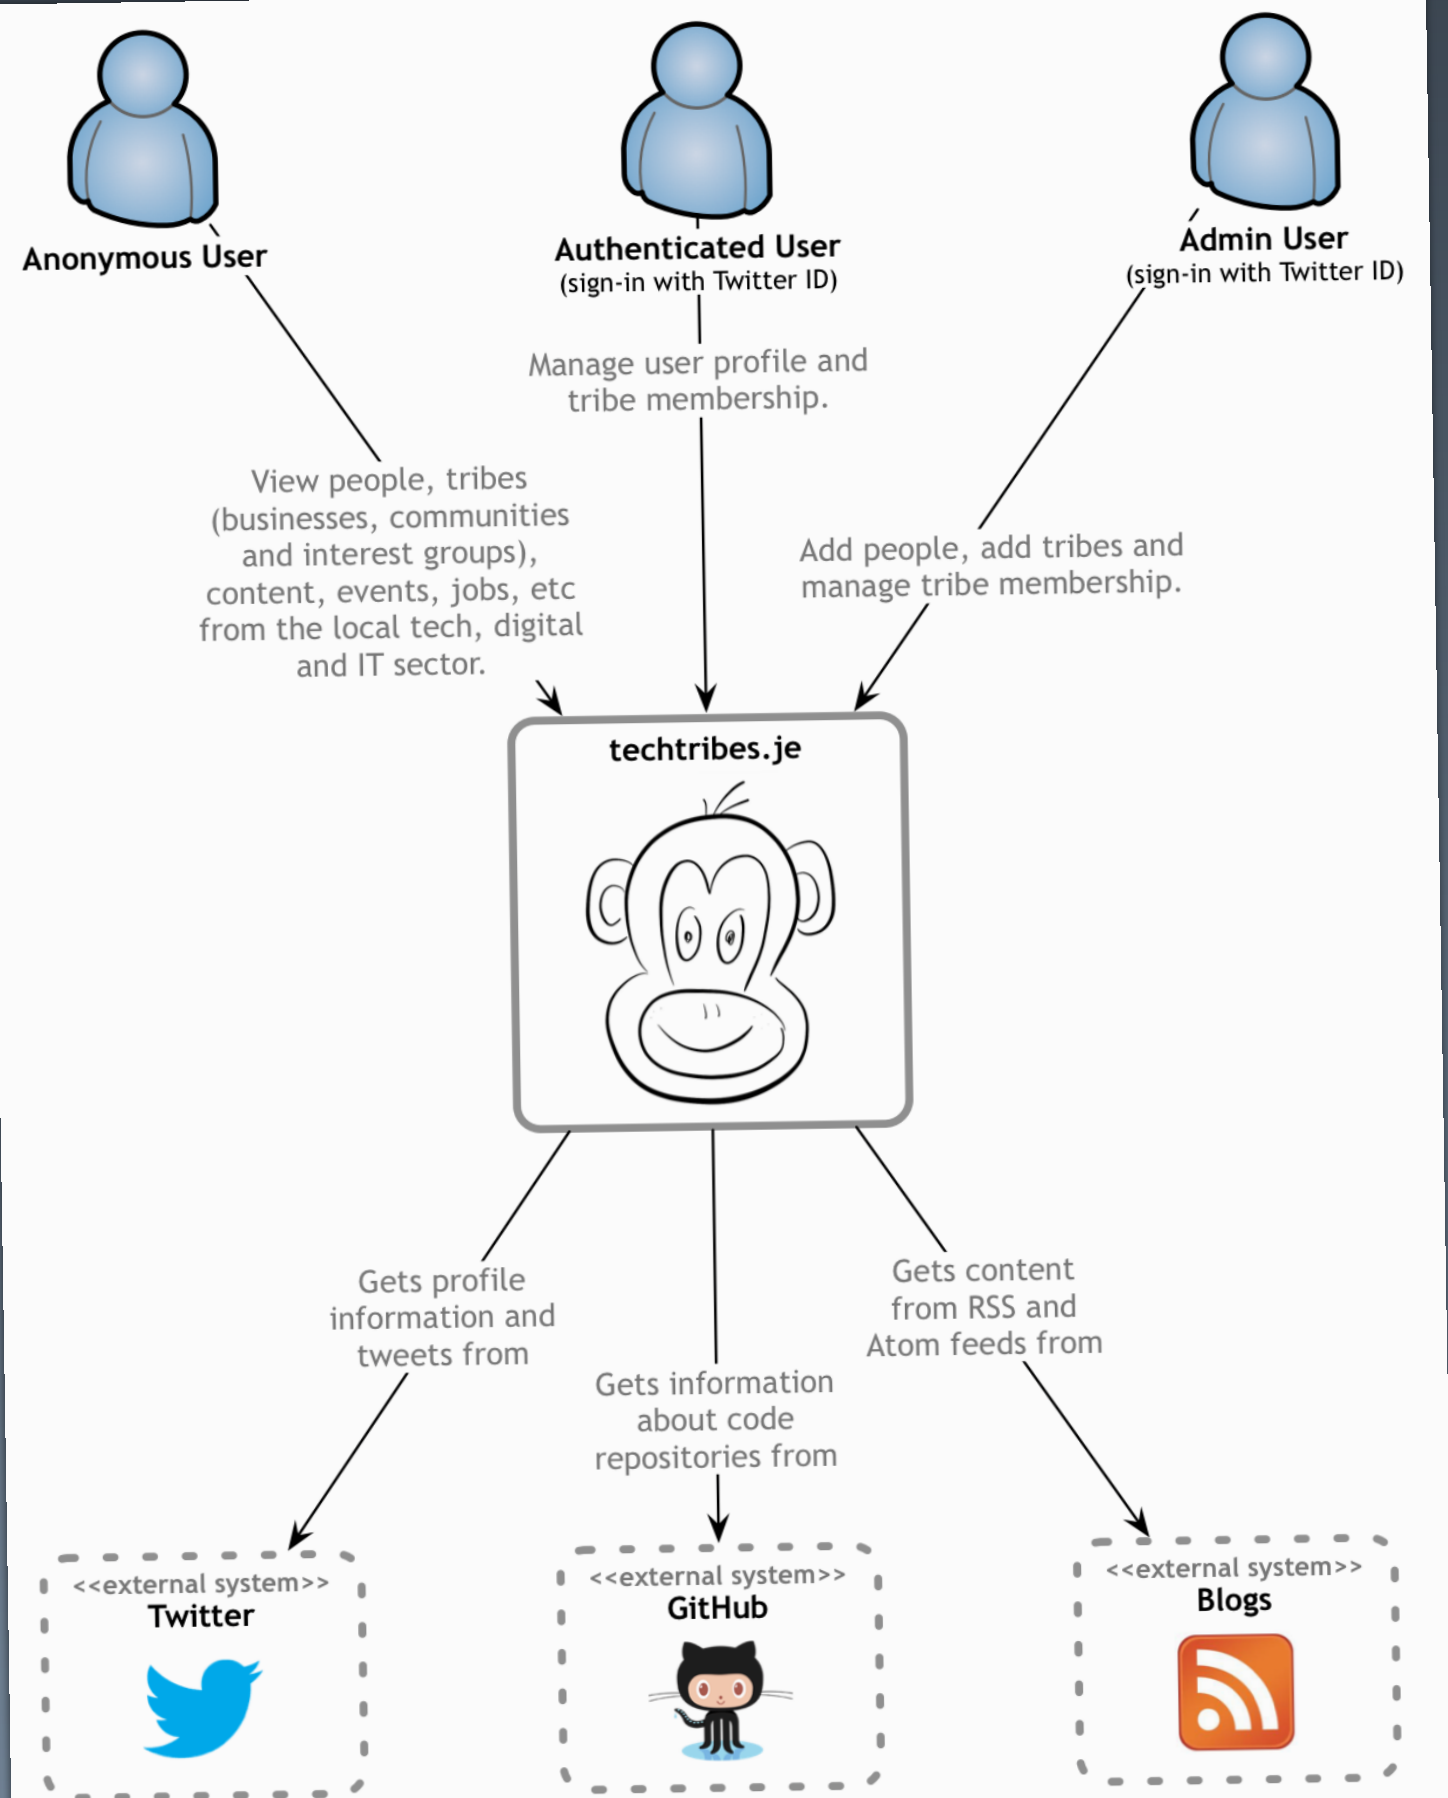 Anonymous User
Authenticated User
(sign-in with Twitter ID)
Admin User
(sign-in with Twitter ID)
Manage user profile and
tribe membership.
View people, tribes
(businesses, communities
and interest groups),
content, events, jobs, etc
from the local tech, digital
and IT sector.
Add people, add tribes and
manage tribe membership.
techtribes.je
Gets profile
information and
tweets from
Gets information
about code
repositories from
Gets content
from RSS and
Atom feeds from
<<external system>>
Twitter
<<external system>>
GitHub
<<external system>>
Blogs